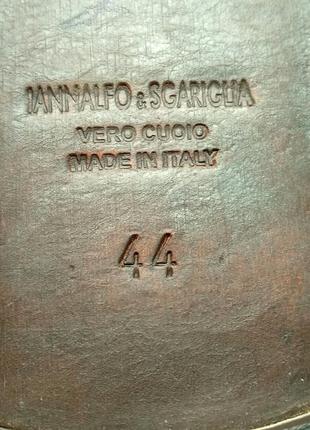 IANNALFO & SGARIGLIA
VERO CUOIO
MADE IN ITALY
44